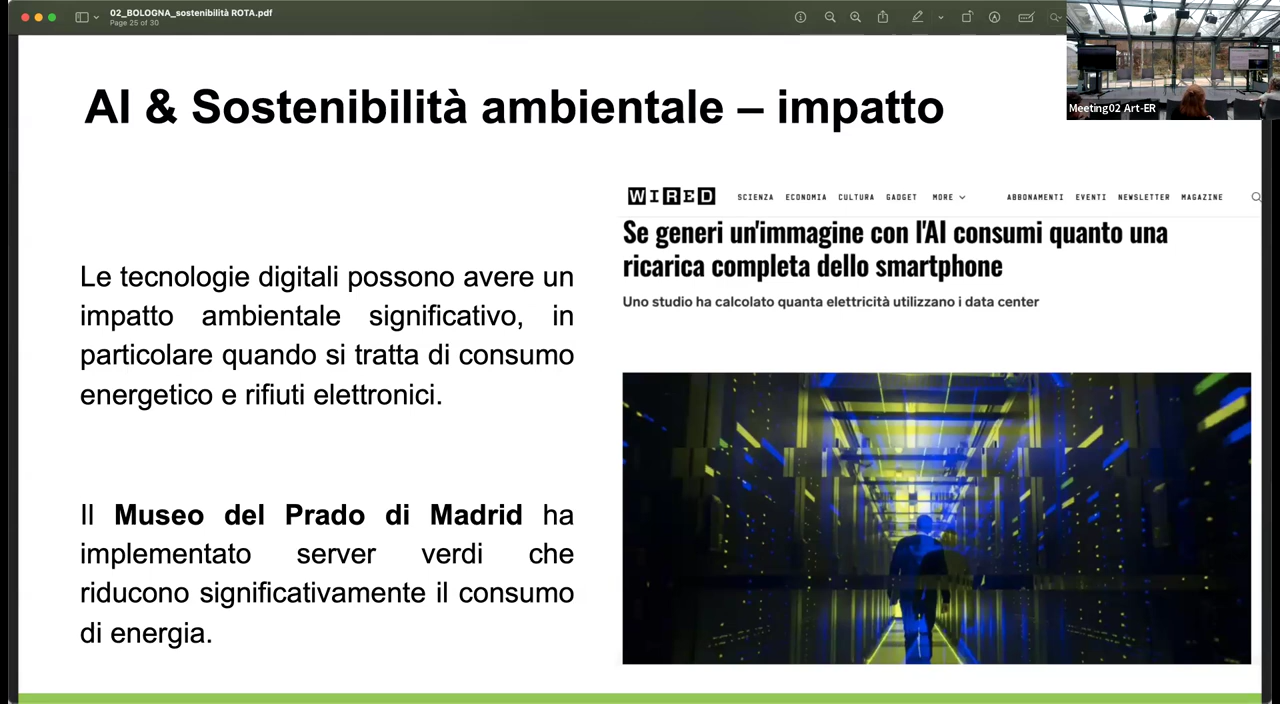 02_BOLOGNA_sostenibilità ROTA.pdf
Page 25 of 30
Meeting02 Art-ER
AI & Sostenibilità ambientale – impatto
Le tecnologie digitali possono avere un
impatto ambientale significativo, in
particolare quando si tratta di consumo
energetico e rifiuti elettronici.
Il Museo del Prado di Madrid ha
implementato server verdi che
riducono significativamente il consumo
di energia.
WIRED SCIENZA ECONOMIA CULTURA GADGET MORE ABBONAMENTI EVENTI NEWSLETTER MAGAZINE
Se generi un'immagine con l'AI consumi quanto una
ricarica completa dello smartphone
Uno studio ha calcolato quanta elettricità utilizzano i data center